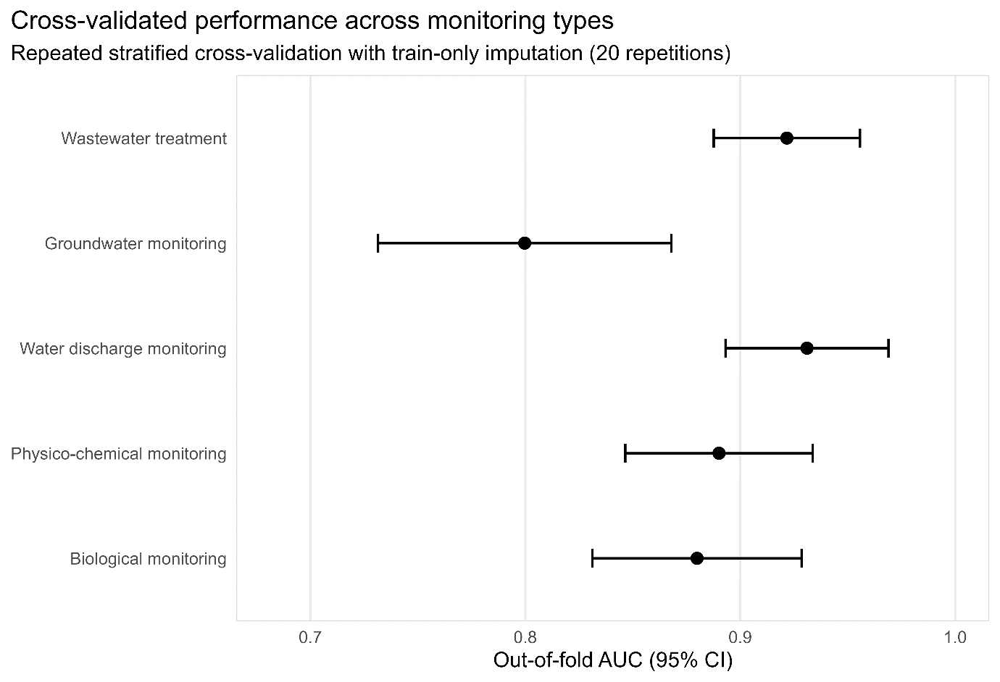 Cross-validated performance across monitoring types
Repeated stratified cross-validation with train-only imputation (20 repetitions)
Wastewater treatment
Groundwater monitoring
Water discharge monitoring
Physico-chemical monitoring
Biological monitoring
0.7 0.8 0.9 1.0
Out-of-fold AUC (95% CI)